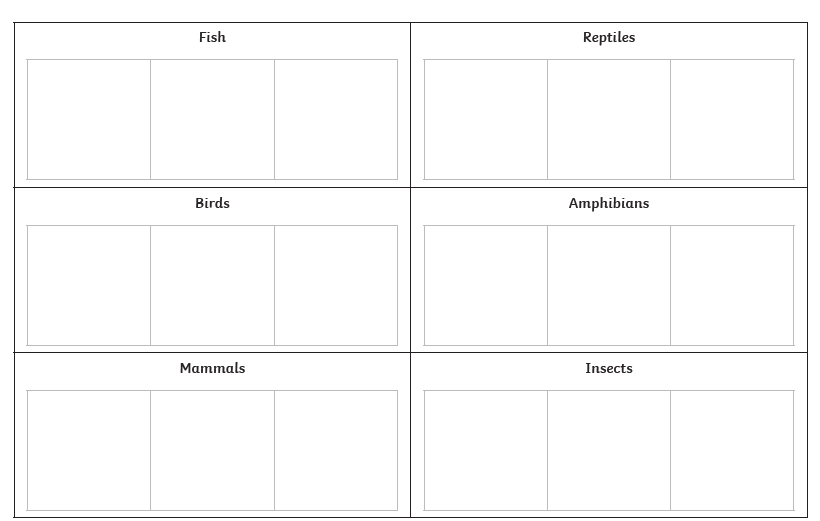 Fish
Reptiles
Birds
Amphibians
Mammals
Insects